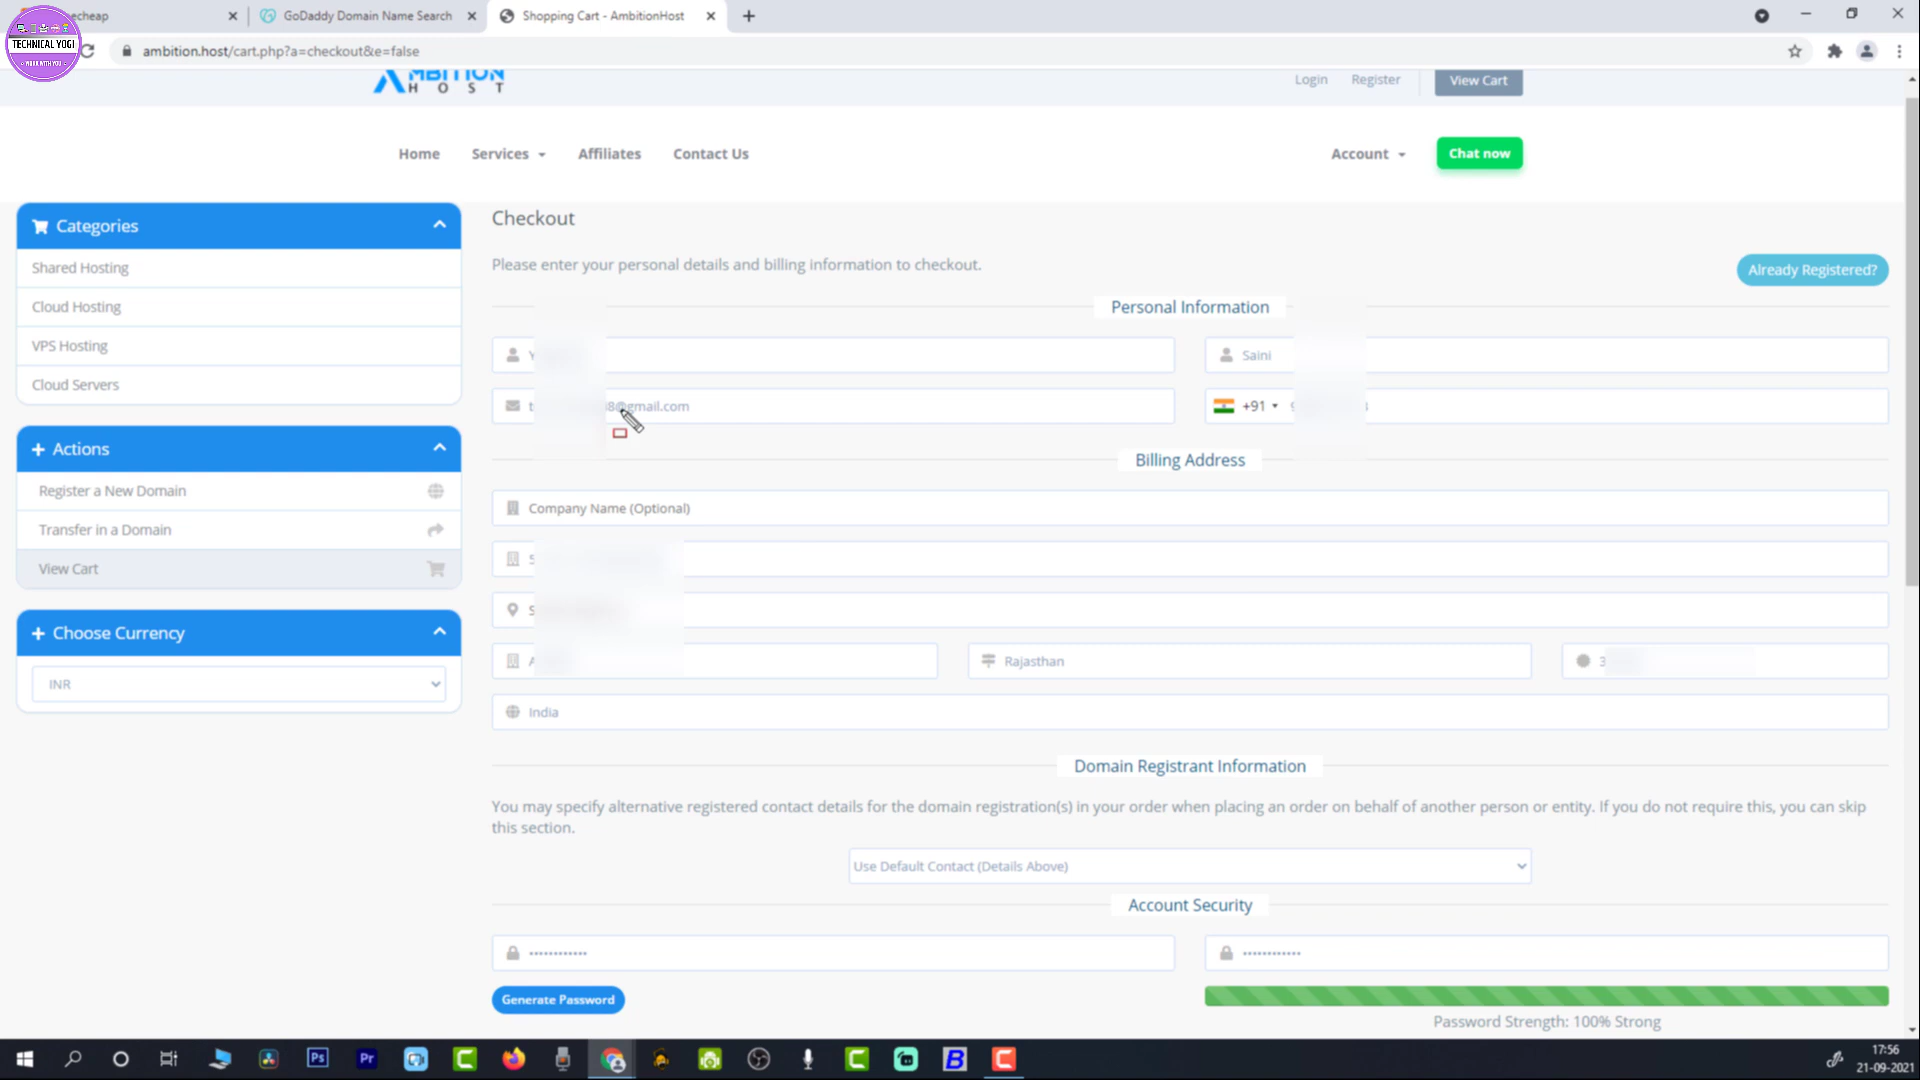 echeap
GoDaddy Domain Name Search
Shopping Cart - AmbitionHost
TECHNICAL YOGI
WORK WITH YOU
ambition.host/cart.php?a=checkout&e=false
AMBITION
HOST
Login
Register
View Cart
Home
Services
Affiliates
Contact Us
Account
Chat now
Categories
Shared Hosting
Cloud Hosting
VPS Hosting
Cloud Servers
Actions
Register a New Domain
Transfer in a Domain
View Cart
Choose Currency
INR
Checkout
Please enter your personal details and billing information to checkout.
Already Registered?
Personal Information
Saini
8@gmail.com
+91
Billing Address
Company Name (Optional)
Rajasthan
India
Domain Registrant Information
You may specify alternative registered contact details for the domain registration(s) in your order when placing an order on behalf of another person or entity. If you do not require this, you can skip
this section.
Use Default Contact (Details Above)
Account Security
Generate Password
Password Strength: 100% Strong
Ps
Pr
17:56
21-09-2021